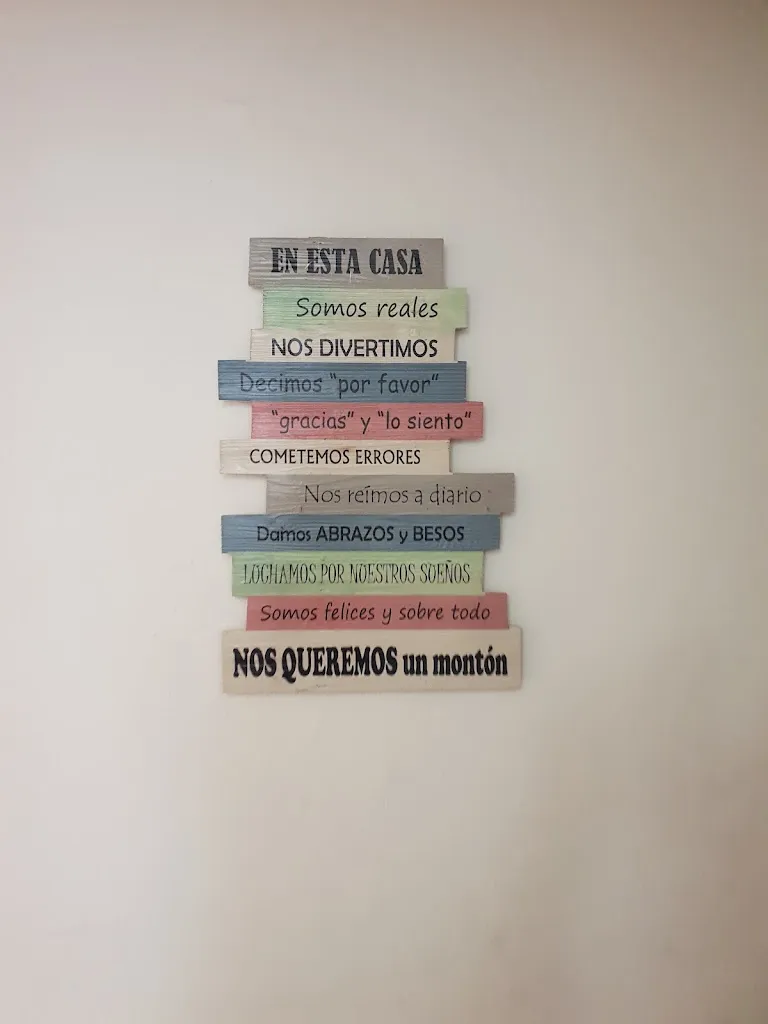 EN ESTA CASA
Somos reales
NOS DIVERTIMOS
Decimos "por favor"
"gracias" y "lo siento"
COMETEMOS ERRORES
Nos reímos a diario
Damos ABRAZOS y BESOS
LUCHAMOS POR NUESTROS SUEÑOS
Somos felices y sobre todo
NOS QUEREMOS un montón